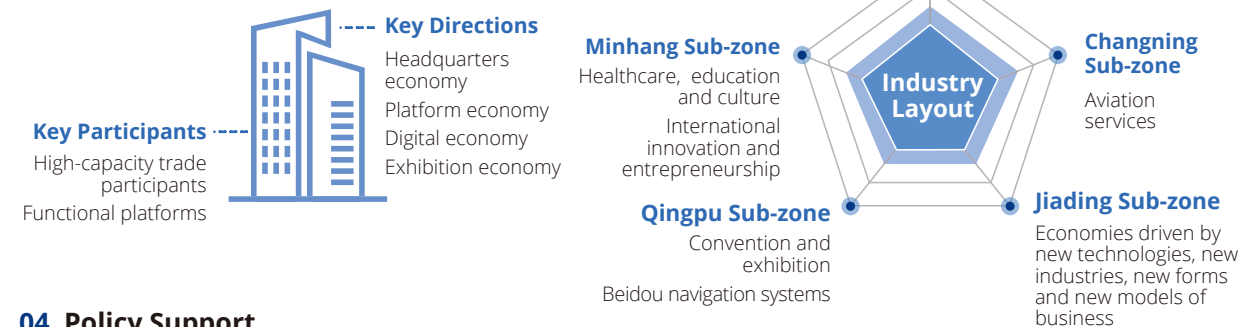 Key Directions
Headquarters
economy
Platform economy
Digital economy
Exhibition economy
Key Participants
High-capacity trade
participants
Functional platforms
Minhang Sub-zone
Healthcare, education
and culture
International
innovation and
entrepreneurship
Industry
Layout
Changning
Sub-zone
Aviation
services
Qingpu Sub-zone
Convention and
exhibition
Beidou navigation systems
Jiading Sub-zone
Economies driven by
new technologies, new
industries, new forms
and new models of
business
04 Policy Support